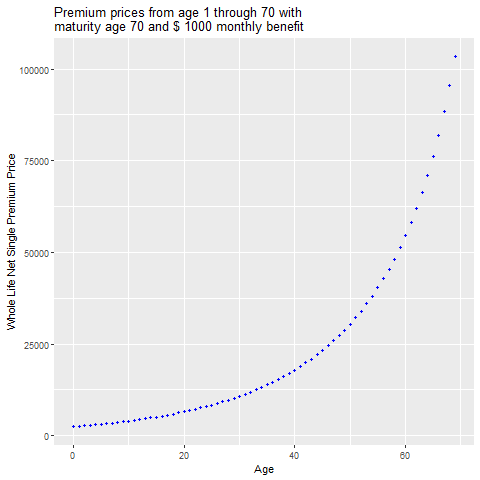 Premium prices from age 1 through 70 with
maturity age 70 and $ 1000 monthly benefit
100000
75000
50000
25000
0
Whole Life Net Single Premium Price
0 20 40 60
Age